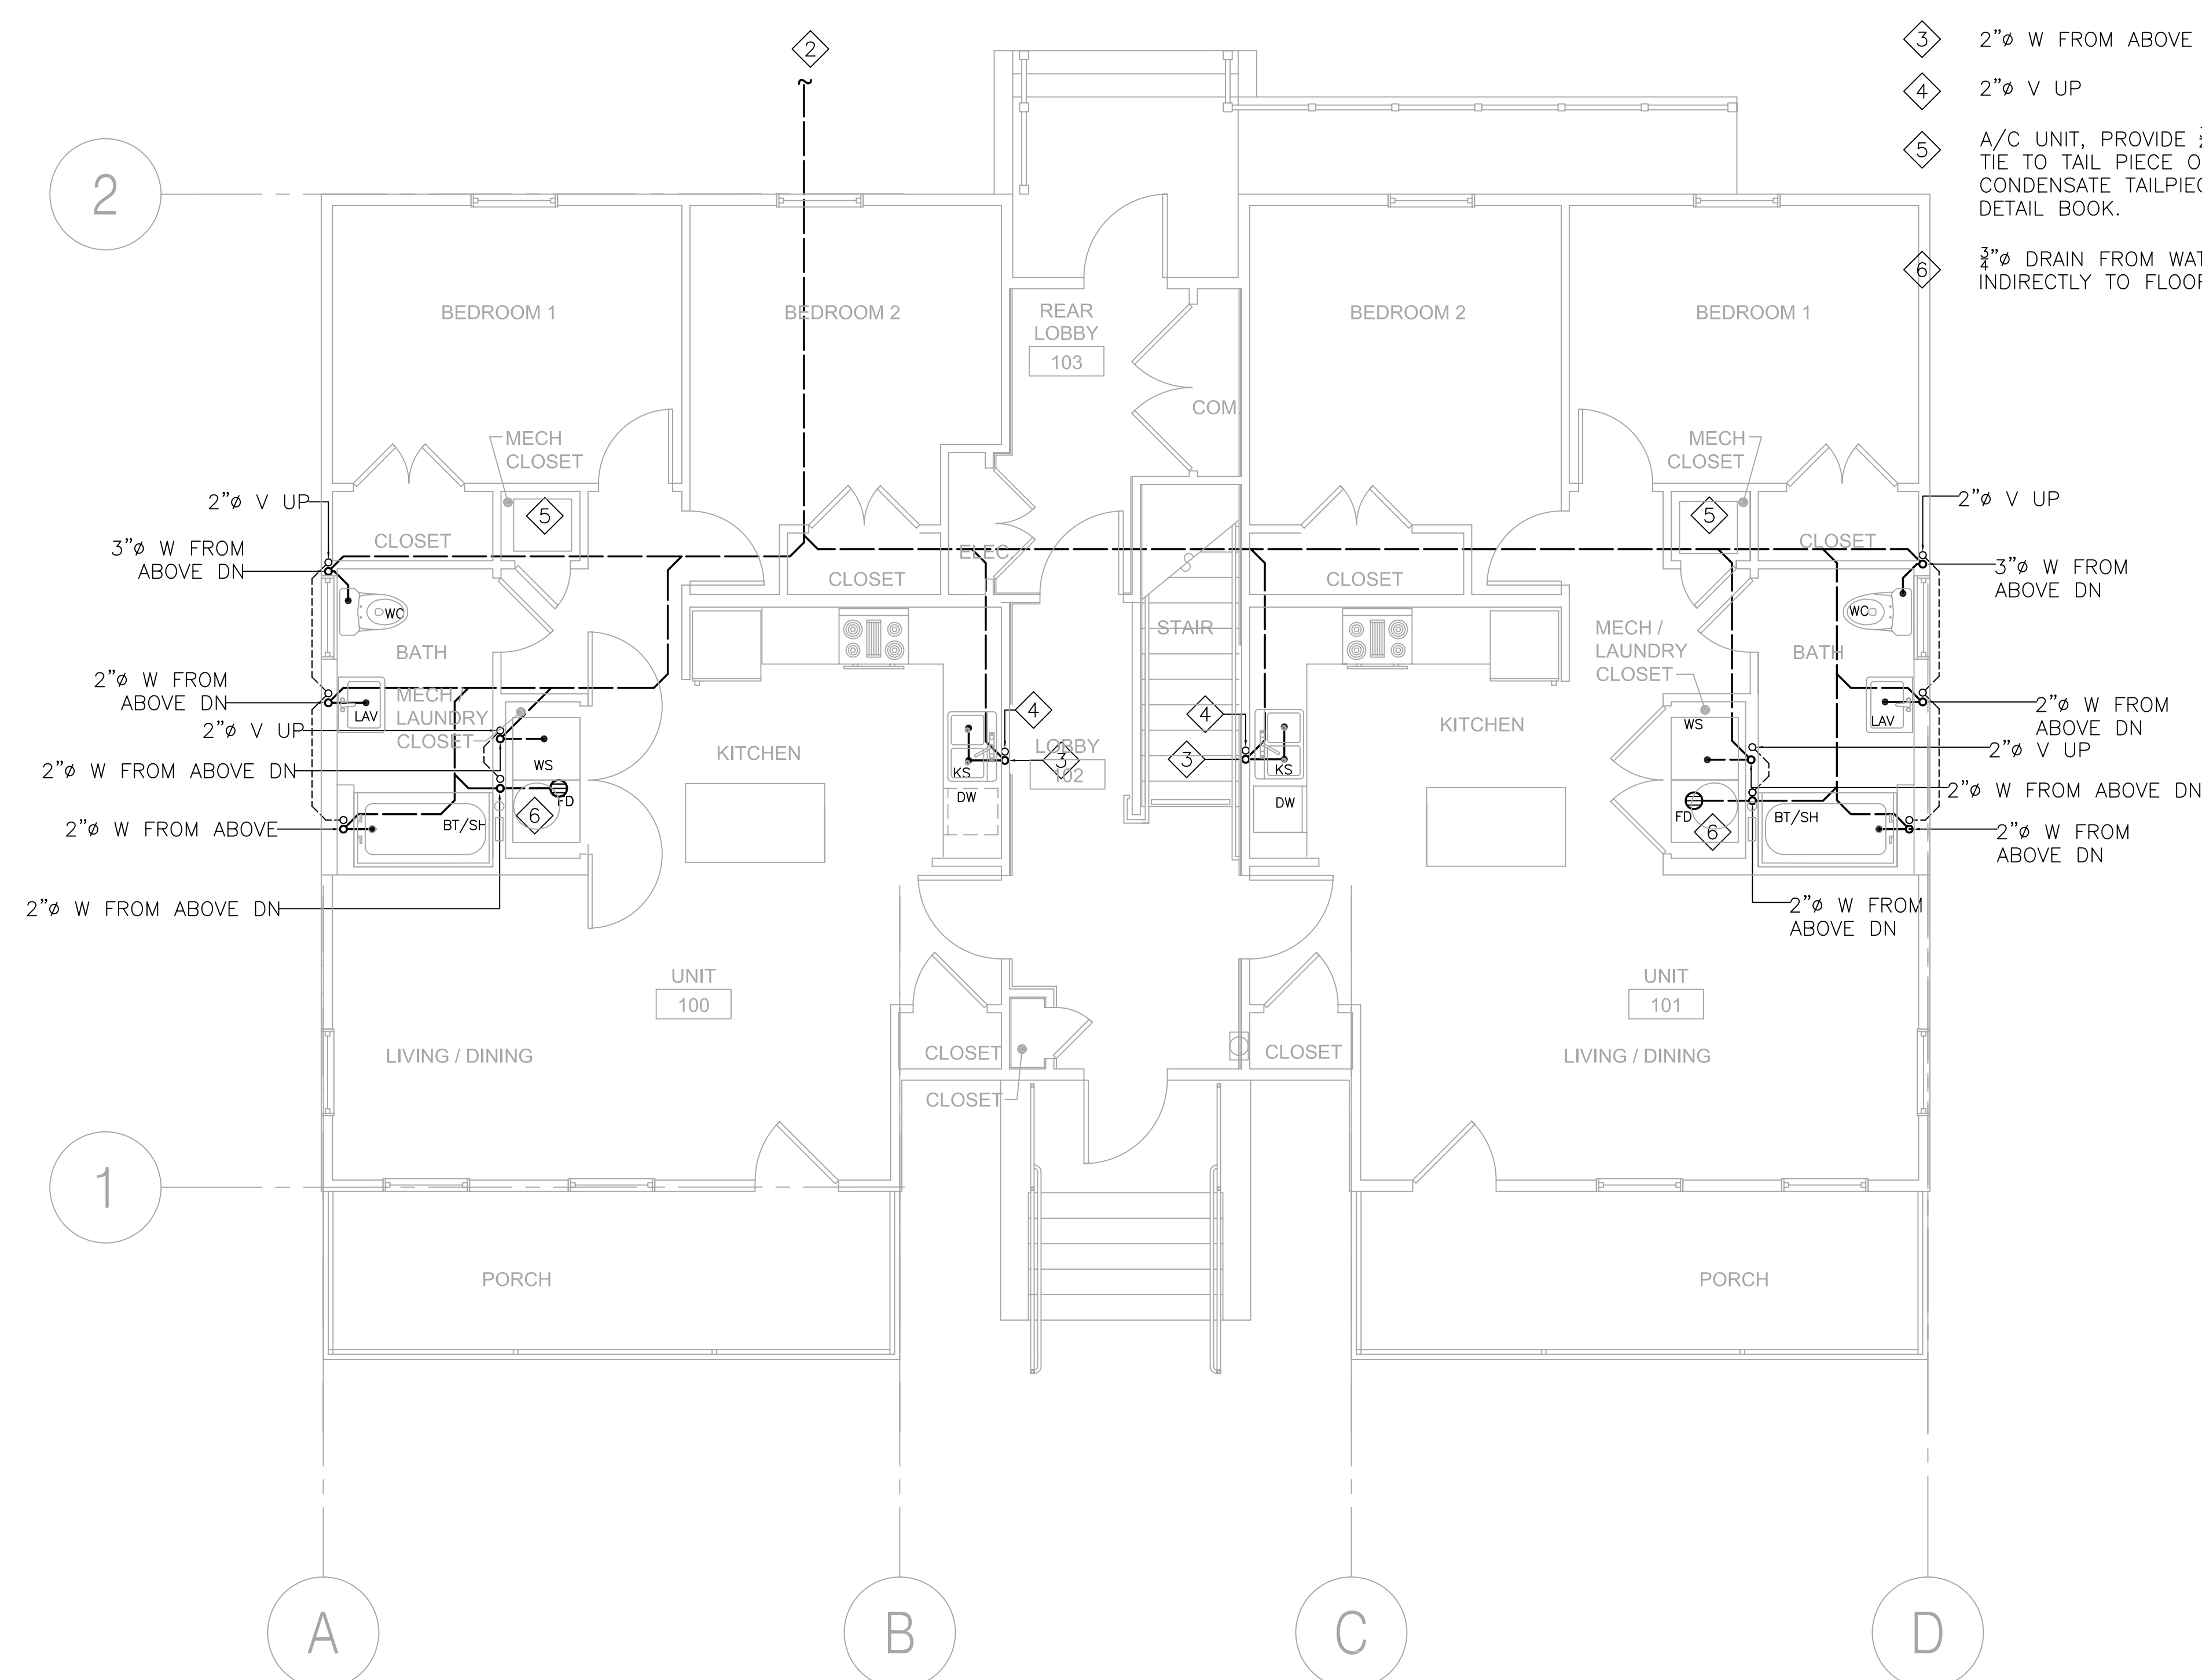 2
3
2"ø W FROM ABOVE
4
2"ø V UP
5
A/C UNIT, PROVIDE
TIE TO TAIL PIECE
CONDENSATE
DETAIL BOOK.
6
3/4"ø DRAIN FROM
INDIRECTLY TO
2
BEDROOM 1
BEDROOM 2
REAR
LOBBY
103
BEDROOM 2
BEDROOM 1
COM.
MECH
CLOSET
MECH
CLOSET
2"ø V UP
5
5
2"ø V UP
CLOSET
ELEC.
CLOSET
3"ø W FROM
ABOVE DN
CLOSET
CLOSET
3"ø W FROM
ABOVE DN
WC
STAIR
MECH /
LAUNDRY
CLOSET
WC
BATH
BATH
2"ø W FROM
ABOVE DN
MECH
LAUNDRY
CLOSET
LAV
2"ø V UP
WS
LAV
2"ø W FROM
ABOVE DN
4
4
KITCHEN
KITCHEN
LOBBY
102
3
3
2"ø V UP
2"ø W FROM ABOVE DN
WS
KS
KS
2"ø W FROM ABOVE DN
FD
DW
DW
6
FD
6
BT/SH
BT/SH
2"ø W FROM ABOVE
2"ø W FROM
ABOVE DN
2"ø W FROM ABOVE DN
2"ø W FROM
ABOVE DN
UNIT
100
UNIT
101
LIVING / DINING
CLOSET
CLOSET
LIVING / DINING
CLOSET
1
PORCH
PORCH
A
B
C
D